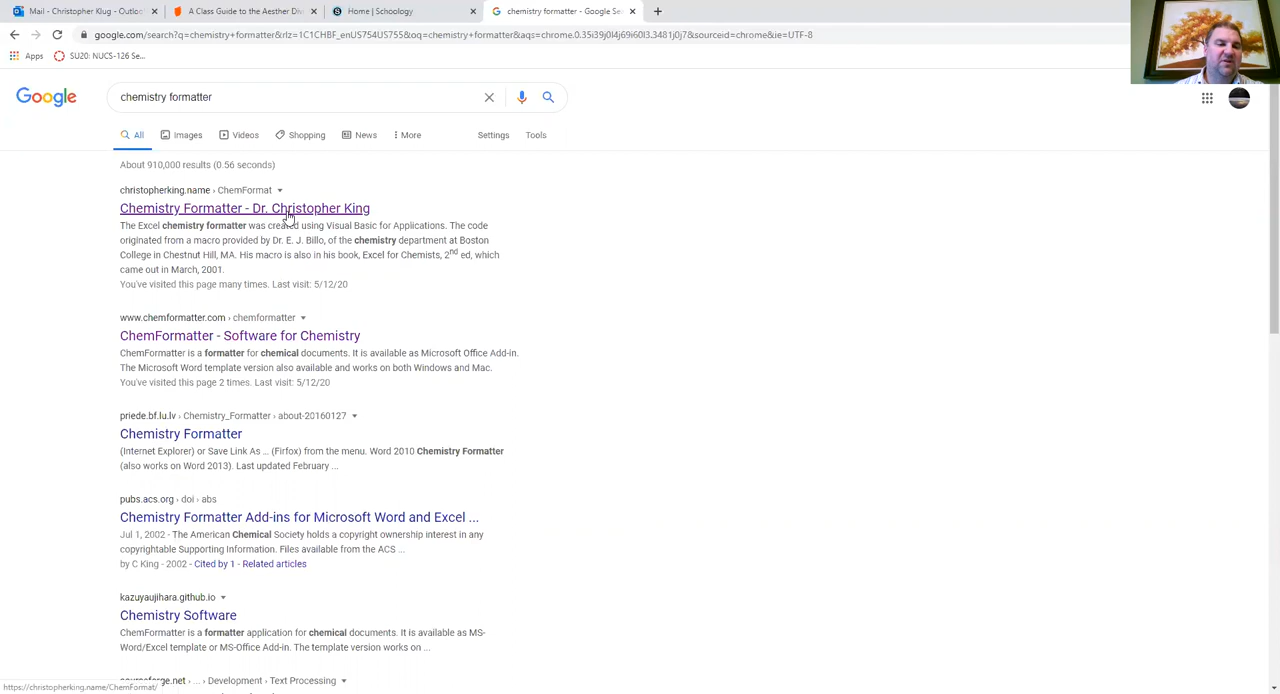 Mail - Christopher Klug - Outlo
A Class Guide to the Aesther Div
Home | Schoology
chemistry formatter - Google Se
google.com/search?q=chemistry+formatter&rlz=1C1CHBF_enUS754US755&oq=chemistry+formatter&aqs=chrome.0.35i39j0l4j69i60l3.3481j0j7&sourceid=chrome&ie=UTF-8
Apps
SU20: NUCS-126 Se...
Google
chemistry formatter
All
Images
Videos
Shopping
News
More
Settings
Tools
About 910,000 results (0.56 seconds)
christopherking.name › ChemFormat
Chemistry Formatter - Dr. Christopher King
The Excel chemistry formatter was created using Visual Basic for Applications. The code
originated from a macro provided by Dr. E. J. Billo, of the chemistry department at Boston
College in Chestnut Hill, MA. His macro is also in his book, Excel for Chemists, 2nd ed, which
came out in March, 2001.
You've visited this page many times. Last visit: 5/12/20
www.chemformatter.com › chemformatter
ChemFormatter - Software for Chemistry
ChemFormatter is a formatter for chemical documents. It is available as Microsoft Office Add-in.
The Microsoft Word template version also available and works on both Windows and Mac.
You've visited this page 2 times. Last visit: 5/12/20
priede.bf.lu.lv › Chemistry_Formatter › about-20160127
Chemistry Formatter
(Internet Explorer) or Save Link As ... (Firfox) from the menu. Word 2010 Chemistry Formatter
(also works on Word 2013). Last updated February ...
pubs.acs.org › doi › abs
Chemistry Formatter Add-ins for Microsoft Word and Excel ...
Jul 1, 2002 - The American Chemical Society holds a copyright ownership interest in any
copyrightable Supporting Information. Files available from the ACS ...
by C King - 2002 - Cited by 1 - Related articles
kazuyaujihara.github.io
Chemistry Software
ChemFormatter is a formatter application for chemical documents. It is available as MS-
Word/Excel template or MS-Office Add-in. The template version works on ...
sourceforge.net › ... › Development › Text Processing
https://christopherking.name/ChemFormat/